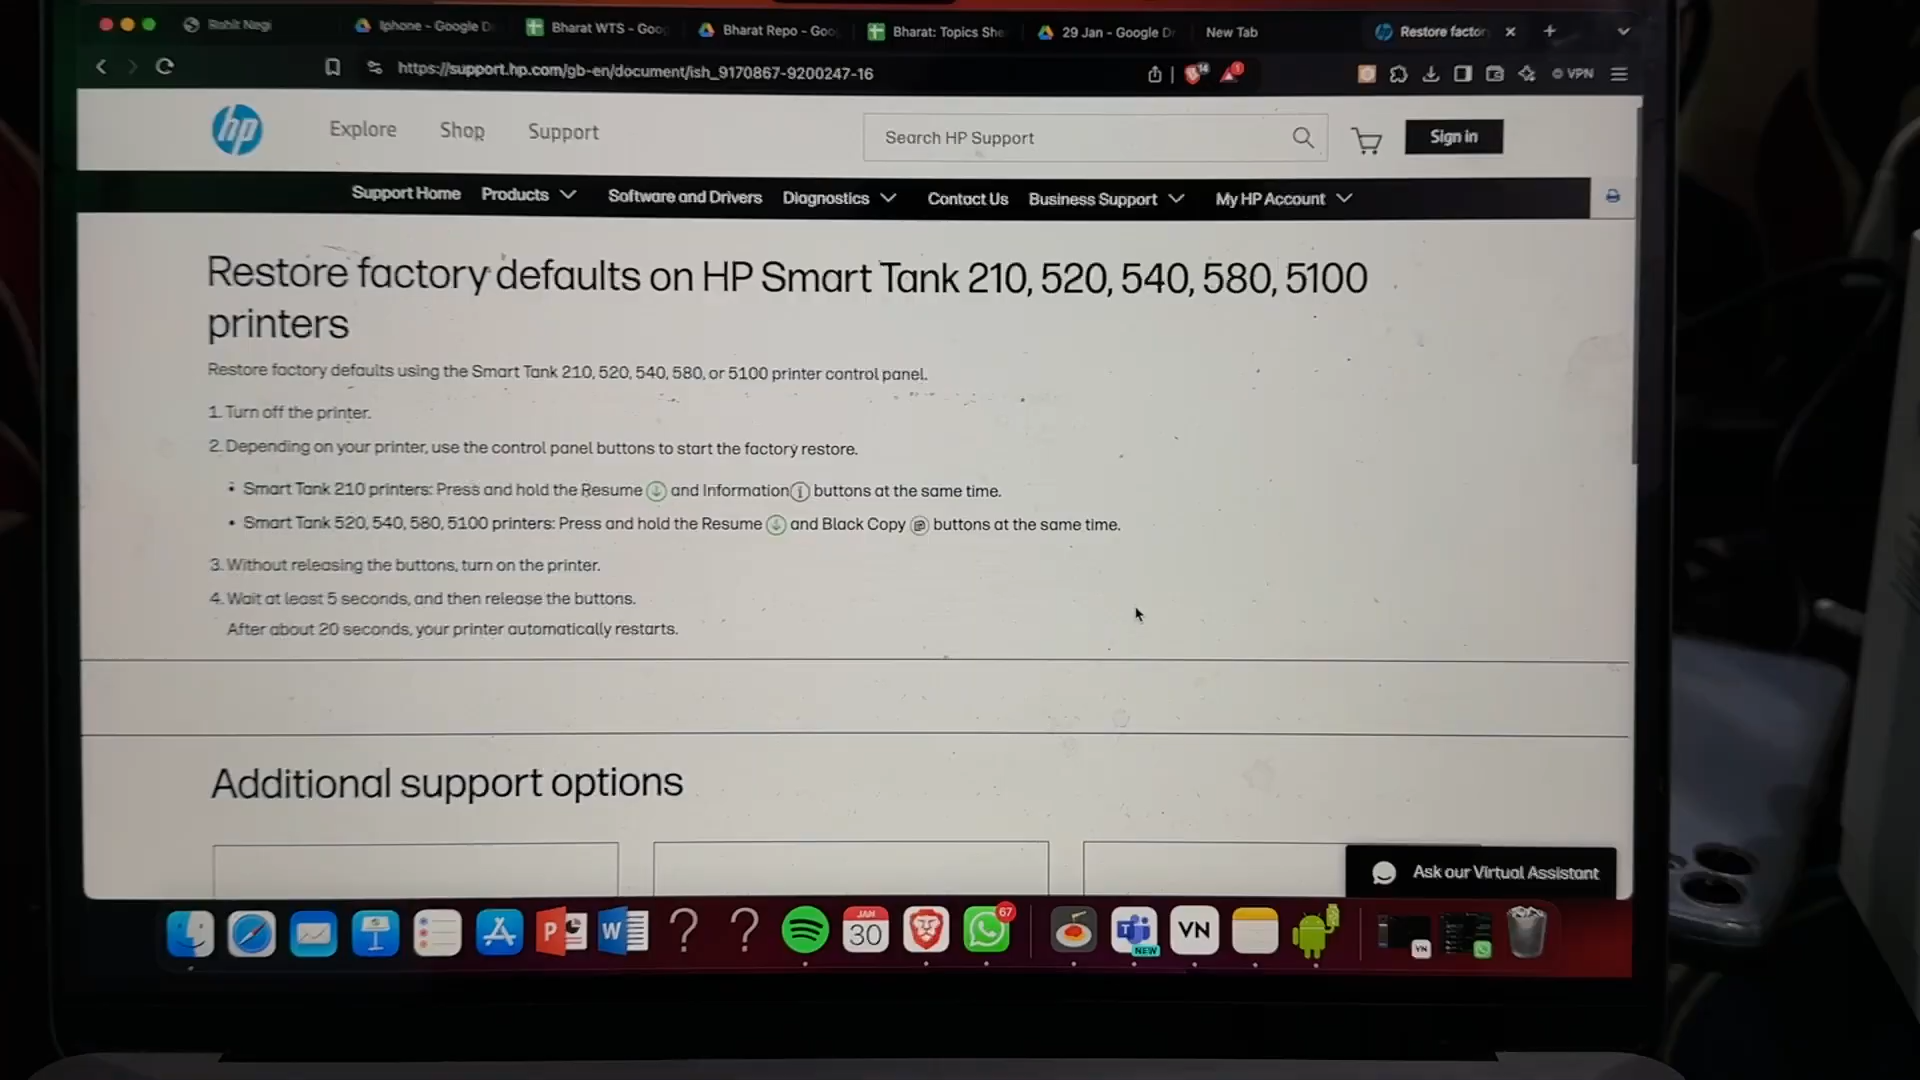 Rohit Negi
Iphone - Google D
Bharat WTS - Goo
Bharat Repo - Goo
Bharat: Topics She
29 Jan - Google Dr
New Tab
Restore factor
https://support.hp.com/gb-en/document/ish_9170867-9200247-16
VPN
hp
Explore
Shop
Support
Search HP Support
Sign in
Support Home
Products
Software and Drivers
Diagnostics
Contact Us
Business Support
My HP Account
Restore factory defaults on HP Smart Tank 210, 520, 540, 580, 5100
printers
Restore factory defaults using the Smart Tank 210, 520, 540, 580, or 5100 printer control panel.
1. Turn off the printer.
2. Depending on your printer, use the control panel buttons to start the factory restore.
• Smart Tank 210 printers: Press and hold the Resume and Information buttons at the same time.
• Smart Tank 520, 540, 580, 5100 printers: Press and hold the Resume and Black Copy buttons at the same time.
3. Without releasing the buttons, turn on the printer.
4. Wait at least 5 seconds, and then release the buttons.
After about 20 seconds, your printer automatically restarts.
Additional support options
Ask our Virtual Assistant
P
W
? ?
JAN
30
67
NEW
VN
VN